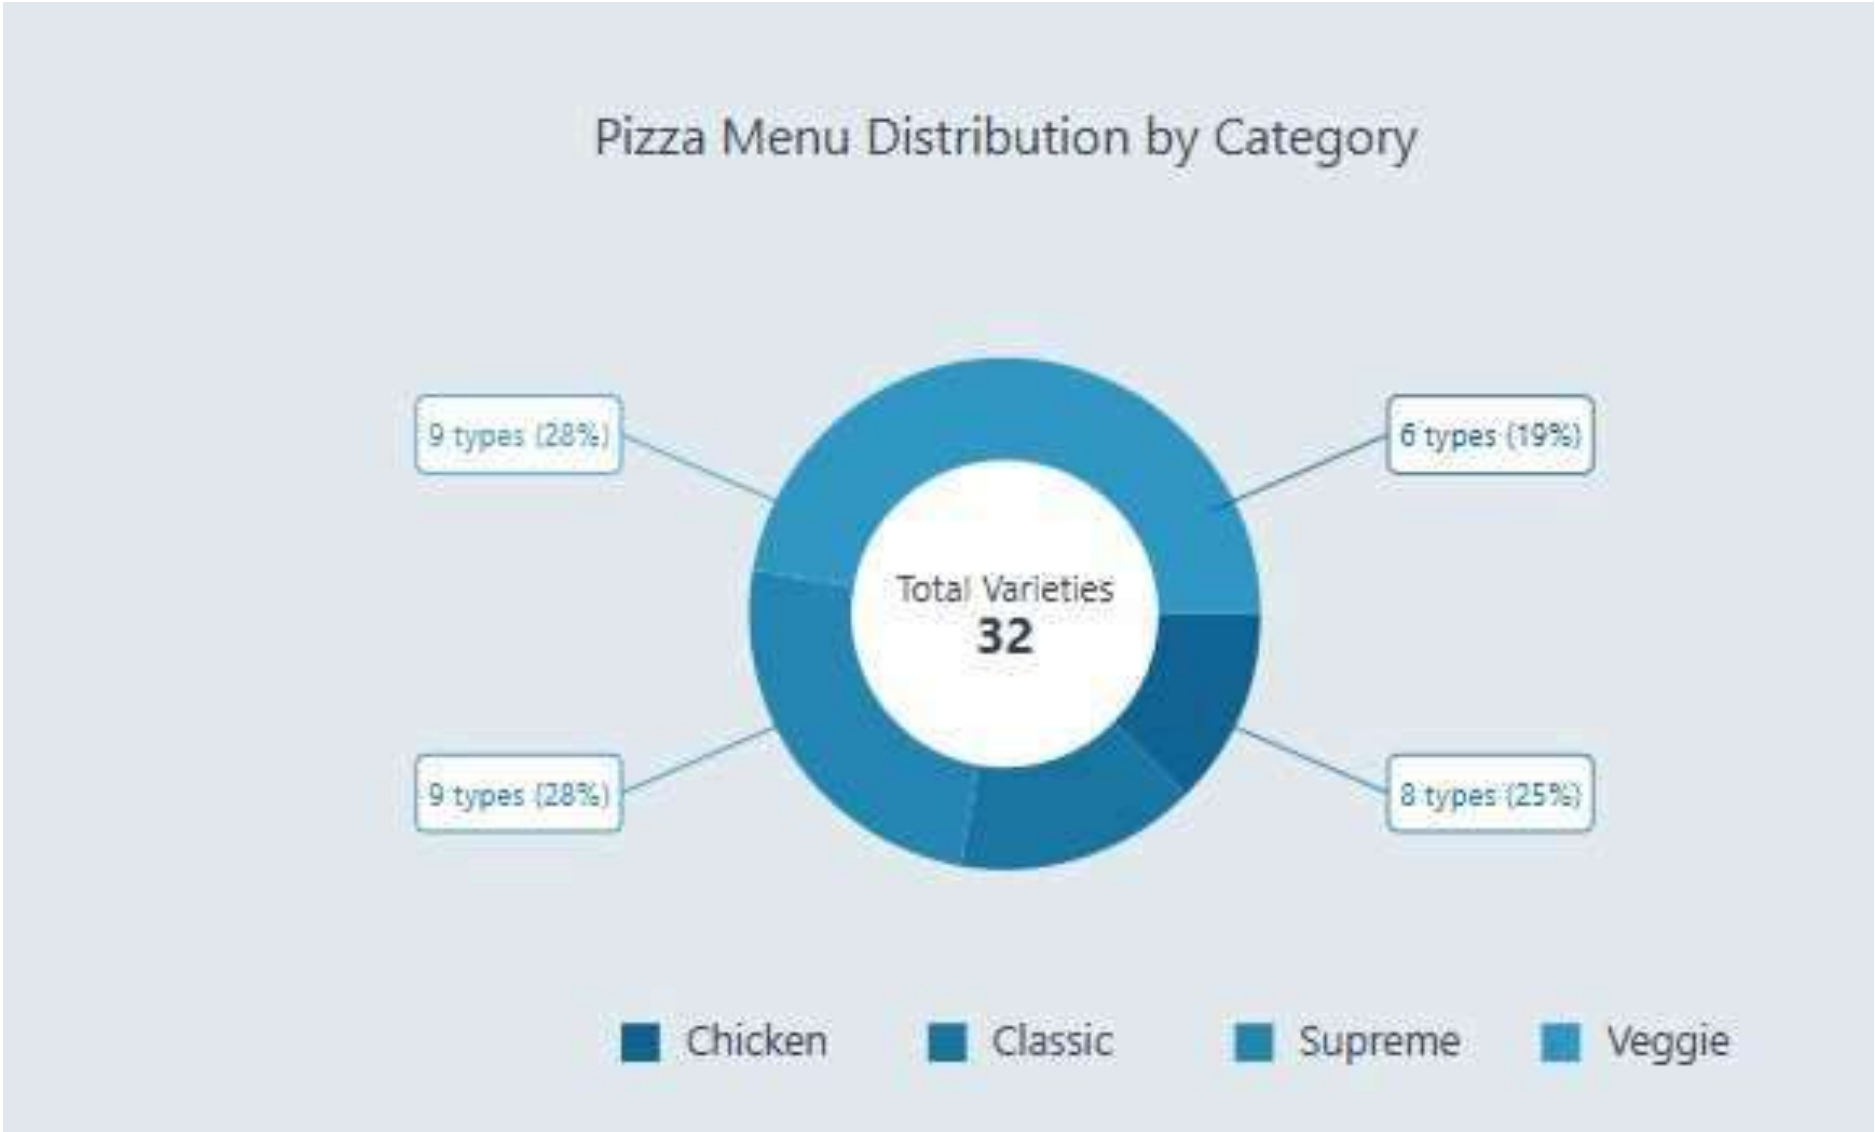 Pizza Menu Distribution by Category
9 types (28%)
6 types (19%)
Total Varieties
32
9 types (28%)
8 types (25%)
Chicken
Classic
Supreme
Veggie